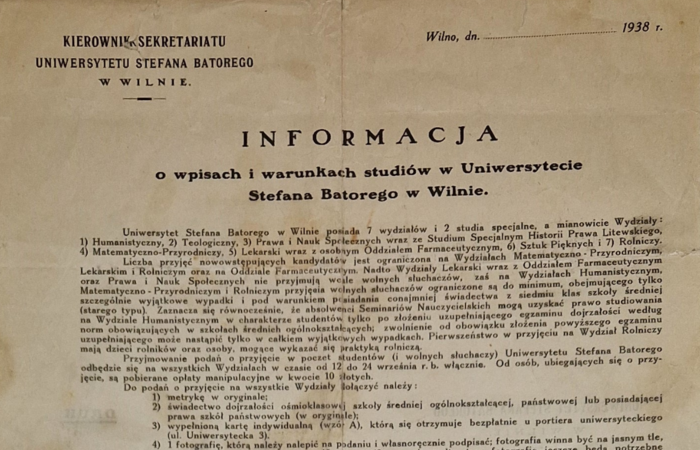 KIEROWNIK SEKRETARIATU
UNIWERSYTETU STEFANA BATOREGO
W WILNIE.
Wilno, dn. 1938 r.
INFORMACJA
o wpisach i warunkach studiów w Uniwersytecie
Stefana Batorego w Wilnie.
Uniwersytet Stefana Batorego w Wilnie posiada 7 wydziałów i 2 studia specjalne, a mianowicie Wydziały:
1) Humanistyczny, 2) Teologiczny, 3) Prawa i Nauk Społecznych wraz ze Studium Specjalnym Historii Prawa Litewskiego,
4) Matematyczno-Przyrodniczy, 5) Lekarski wraz z osobnym Oddziałem Farmaceutycznym, 6) Sztuk Pięknych i 7) Rolniczy.
Liczba przyjęć nowowstępujących kandydatów jest ograniczona na Wydziałach Matematyczno-Przyrodniczym,
Lekarskim i Rolniczym oraz na Oddziale Farmaceutycznym. Nadto Wydziały Lekarski wraz z Oddziałem Farmaceutycznym,
oraz Prawa i Nauk Społecznych nie przyjmują wcale wolnych słuchaczów, zaś na Wydziałach Humanistycznym,
Matematyczno-Przyrodniczym i Rolniczym przyjęcia wolnych słuchaczów ograniczone są do minimum, obejmującego tylko
szczególnie wyjątkowe wypadki i pod warunkiem posiadania conajmniej świadectwa z siedmiu klas szkoły średniej
(starego typu). Zaznacza się równocześnie, że absolwenci Seminariów Nauczycielskich mogą uzyskać prawo studiowania
na Wydziale Humanistycznym w charakterze studentów tylko po złożeniu uzupełniającego egzaminu dojrzałości według
norm obowiązujących w szkołach średnich ogólnokształcących; zwolnienie od obowiązku złożenia powyższego egzaminu
uzupełniającego może nastąpić tylko w całkiem wyjątkowych wypadkach. Pierwszeństwo w przyjęciu na Wydział Rolniczy
mają dzieci rolników oraz osoby, mogące wykazać się praktyką rolniczą.
Przyjmowanie podań o przyjęcie w poczet studentów (i wolnych słuchaczy) Uniwersytetu Stefana Batorego
odbędzie się na wszystkich Wydziałach w czasie od 12 do 24 września r. b. włącznie. Od osób, ubiegających się o przy-
jęcie, są pobierane opłaty manipulacyjne w kwocie 10 złotych.
Do podań o przyjęcie na wszystkie Wydziały dołączyć należy:
1) metrykę w oryginale;
2) świadectwo dojrzałości ośmioklasowej szkoły średniej ogólnokształcącej, państwowej lub posiadającej
prawa szkół państwowych (w oryginale);
3) wypełnioną kartę indywidualną (wzór A), którą się otrzymuje bezpłatnie u portiera uniwersyteckiego
(ul. Uniwersytecka 3).
4) 1 fotografię, którą należy nalepić na podaniu i własnoręcznie podpisać; fotografia winna być na jasnym tle,